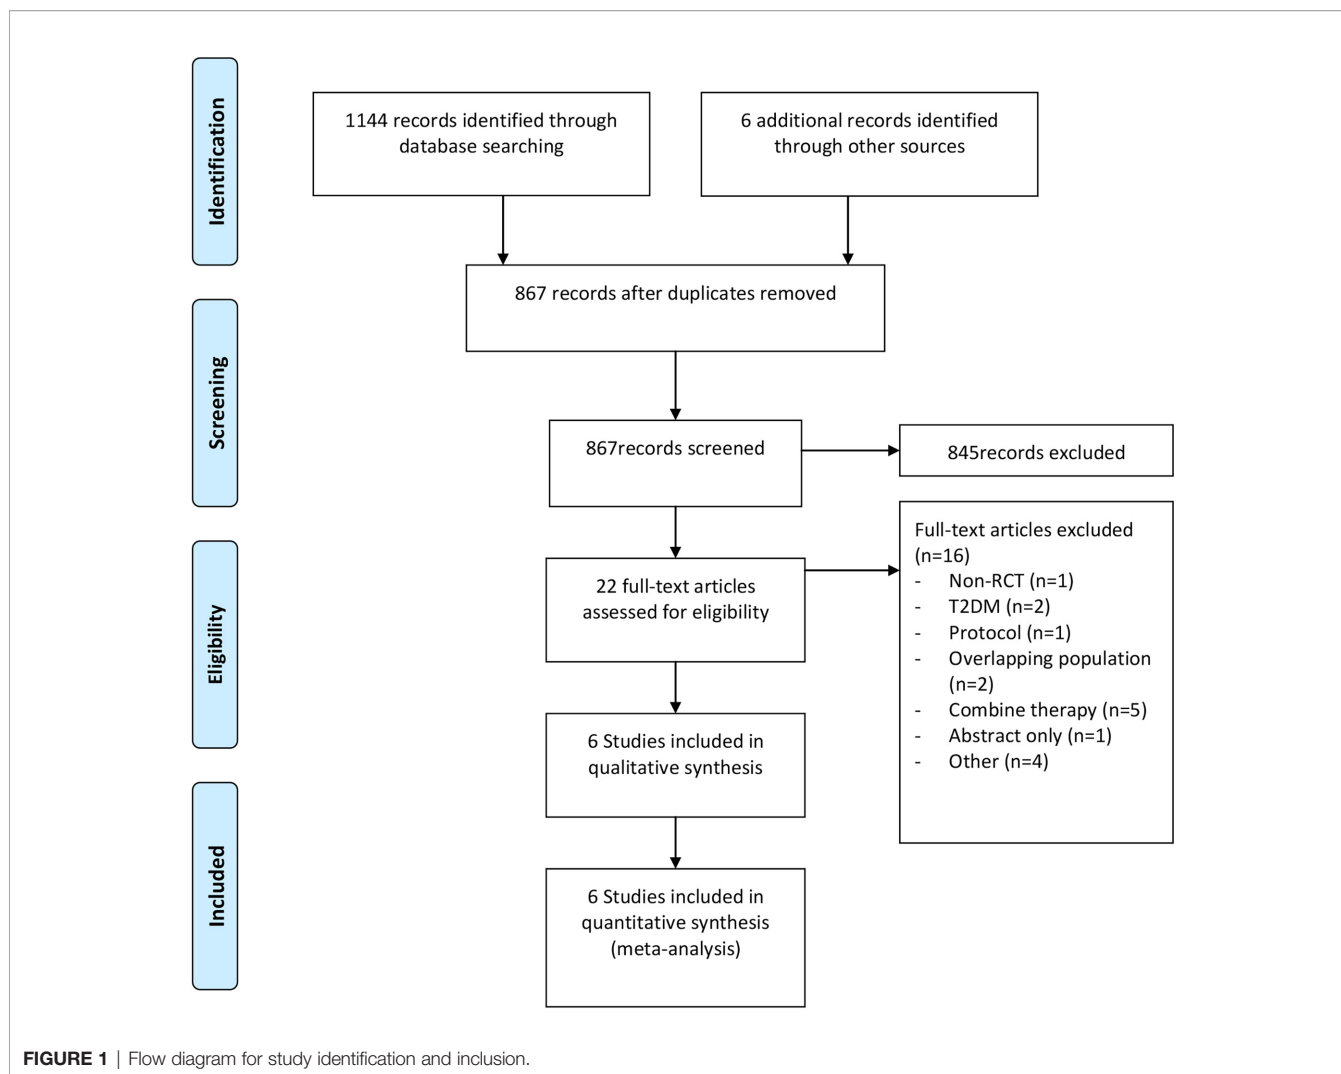 Identification
1144 records identified through
database searching
6 additional records identified
through other sources
867 records after duplicates removed
Screening
867records screened
845records excluded
Eligibility
22 full-text articles
assessed for eligibility
Full-text articles excluded
(n=16)
- Non-RCT (n=1)
- T2DM (n=2)
- Protocol (n=1)
- Overlapping population
(n=2)
- Combine therapy (n=5)
- Abstract only (n=1)
- Other (n=4)
6 Studies included in
qualitative synthesis
Included
6 Studies included in
quantitative synthesis
(meta-analysis)
FIGURE 1 | Flow diagram for study identification and inclusion.